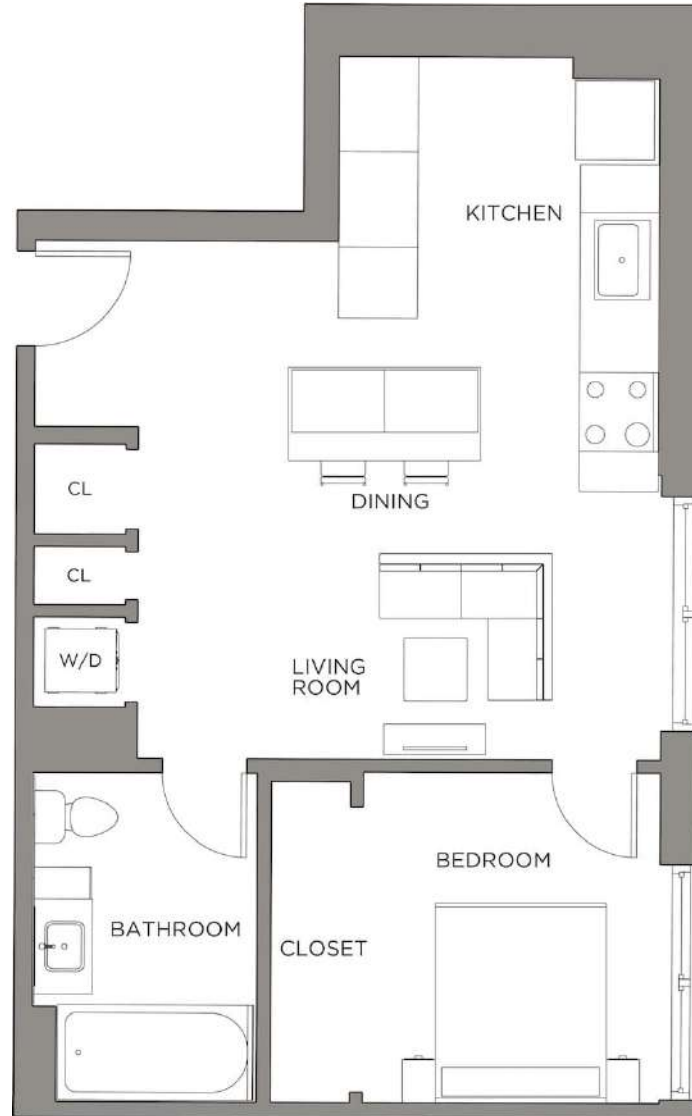 KITCHEN
CL
DINING
CL
W/D
LIVING
ROOM
BEDROOM
BATHROOM
CLOSET